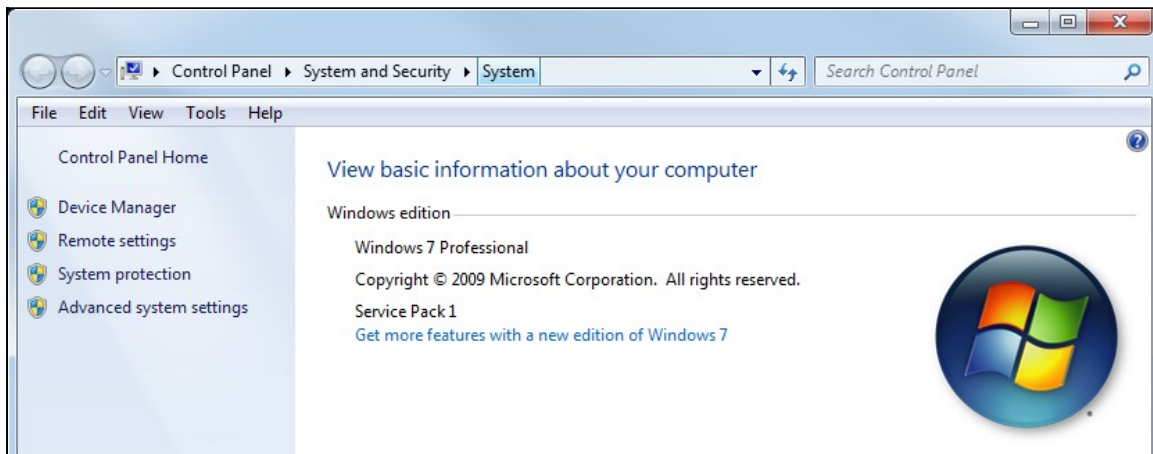 Control Panel System and Security System Search Control Panel
File Edit View Tools Help
Control Panel Home
Device Manager
Remote settings
System protection
Advanced system settings
View basic information about your computer
Windows edition
Windows 7 Professional
Copyright © 2009 Microsoft Corporation. All rights reserved.
Service Pack 1
Get more features with a new edition of Windows 7